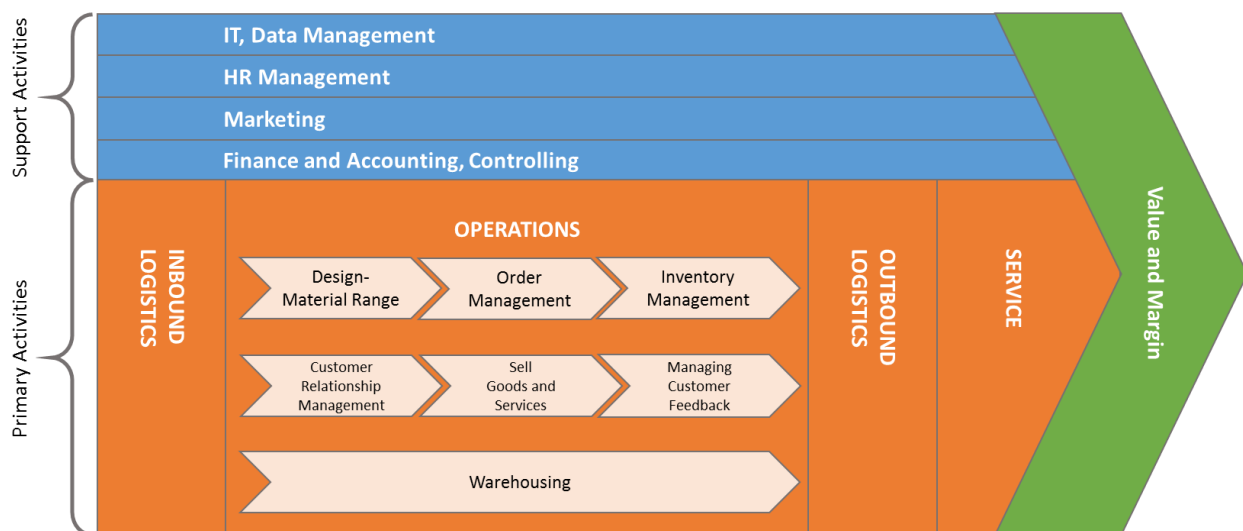 Support Activities
IT, Data Management
HR Management
Marketing
Finance and Accounting, Controlling
Primary Activities
INBOUND
LOGISTICS
OPERATIONS
Design-
Material Range
Order
Management
Inventory
Management
Customer
Relationship
Management
Sell
Goods and
Services
Managing
Customer
Feedback
Warehousing
OUTBOUND
LOGISTICS
SERVICE
Value and Margin